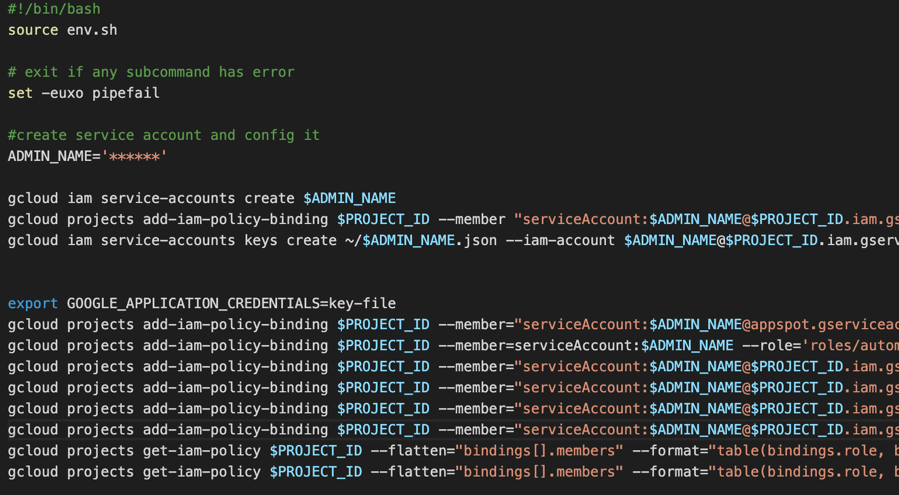 #!/bin/bash
source env.sh
# exit if any subcommand has error
set -euxo pipefail
#create service account and config it
ADMIN_NAME='******'
gcloud iam service-accounts create $ADMIN_NAME
gcloud projects add-iam-policy-binding $PROJECT_ID --member "serviceAccount:$ADMIN_NAME@$PROJECT_ID.iam.gs
gcloud iam service-accounts keys create ~/$ADMIN_NAME.json --iam-account $ADMIN_NAME@$PROJECT_ID.iam.gserv
export GOOGLE_APPLICATION_CREDENTIALS=key-file
gcloud projects add-iam-policy-binding $PROJECT_ID --member="serviceAccount:$ADMIN_NAME@appspot.gserviceac
gcloud projects add-iam-policy-binding $PROJECT_ID --member=serviceAccount:$ADMIN_NAME --role='roles/autom
gcloud projects add-iam-policy-binding $PROJECT_ID --member="serviceAccount:$ADMIN_NAME@$PROJECT_ID.iam.gs
gcloud projects add-iam-policy-binding $PROJECT_ID --member="serviceAccount:$ADMIN_NAME@$PROJECT_ID.iam.gs
gcloud projects add-iam-policy-binding $PROJECT_ID --member="serviceAccount:$ADMIN_NAME@$PROJECT_ID.iam.gs
gcloud projects add-iam-policy-binding $PROJECT_ID --member="serviceAccount:$ADMIN_NAME@$PROJECT_ID.iam.gs
gcloud projects get-iam-policy $PROJECT_ID --flatten="bindings[].members" --format="table(bindings.role, b
gcloud projects get-iam-policy $PROJECT_ID --flatten="bindings[].members" --format="table(bindings.role, b